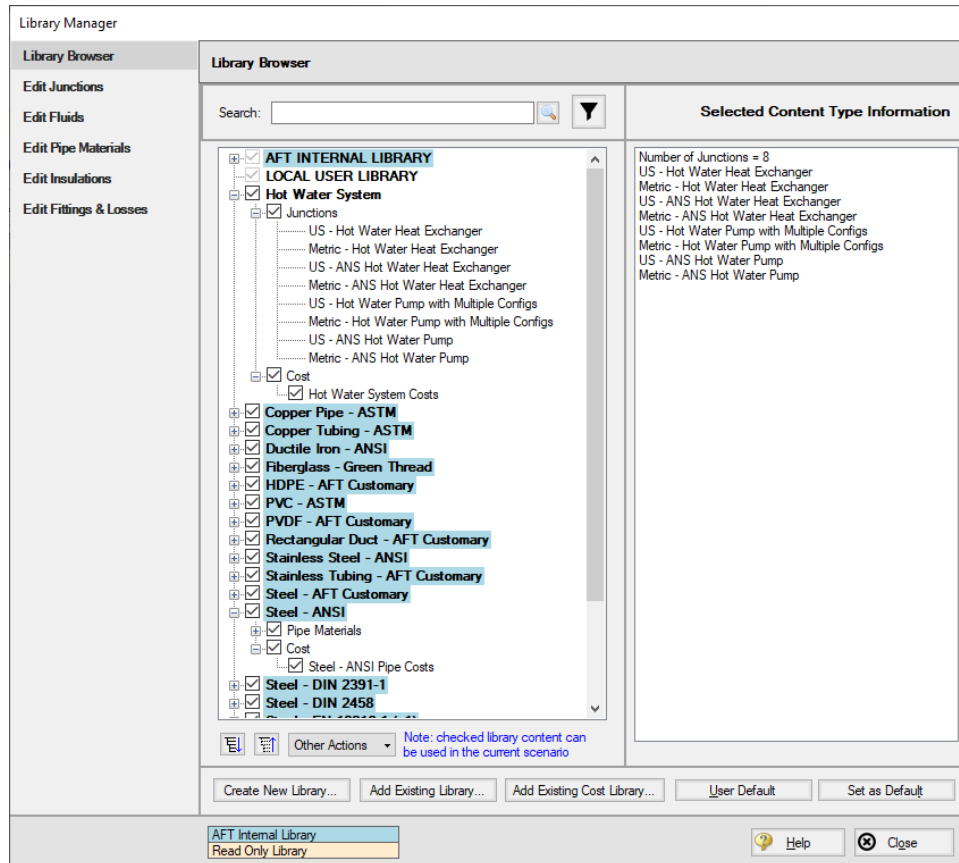 Library Manager
Library Browser
Edit Junctions
Edit Fluids
Edit Pipe Materials
Edit Insulations
Edit Fittings & Losses
Library Browser
Search:
AFT INTERNAL LIBRARY
LOCAL USER LIBRARY
Hot Water System
Junctions
US - Hot Water Heat Exchanger
Metric - Hot Water Heat Exchanger
US - ANS Hot Water Heat Exchanger
Metric - ANS Hot Water Heat Exchanger
US - Hot Water Pump with Multiple Configs
Metric - Hot Water Pump with Multiple Configs
US - ANS Hot Water Pump
Metric - ANS Hot Water Pump
Cost
Hot Water System Costs
Copper Pipe - ASTM
Copper Tubing - ASTM
Ductile Iron - ANSI
Fiberglass - Green Thread
HDPE - AFT Customary
PVC - ASTM
PVDF - AFT Customary
Rectangular Duct - AFT Customary
Stainless Steel - ANSI
Stainless Tubing - AFT Customary
Steel - AFT Customary
Steel - ANSI
Pipe Materials
Cost
Steel - ANSI Pipe Costs
Steel - DIN 2391-1
Steel - DIN 2458
Other Actions
Note: checked library content can
be used in the current scenario
Selected Content Type Information
Number of Junctions = 8
US - Hot Water Heat Exchanger
Metric - Hot Water Heat Exchanger
US - ANS Hot Water Heat Exchanger
Metric - ANS Hot Water Heat Exchanger
US - Hot Water Pump with Multiple Configs
Metric - Hot Water Pump with Multiple Configs
US - ANS Hot Water Pump
Metric - ANS Hot Water Pump
Create New Library...
Add Existing Library...
Add Existing Cost Library...
User Default
Set as Default
AFT Internal Library
Read Only Library
Help
Close